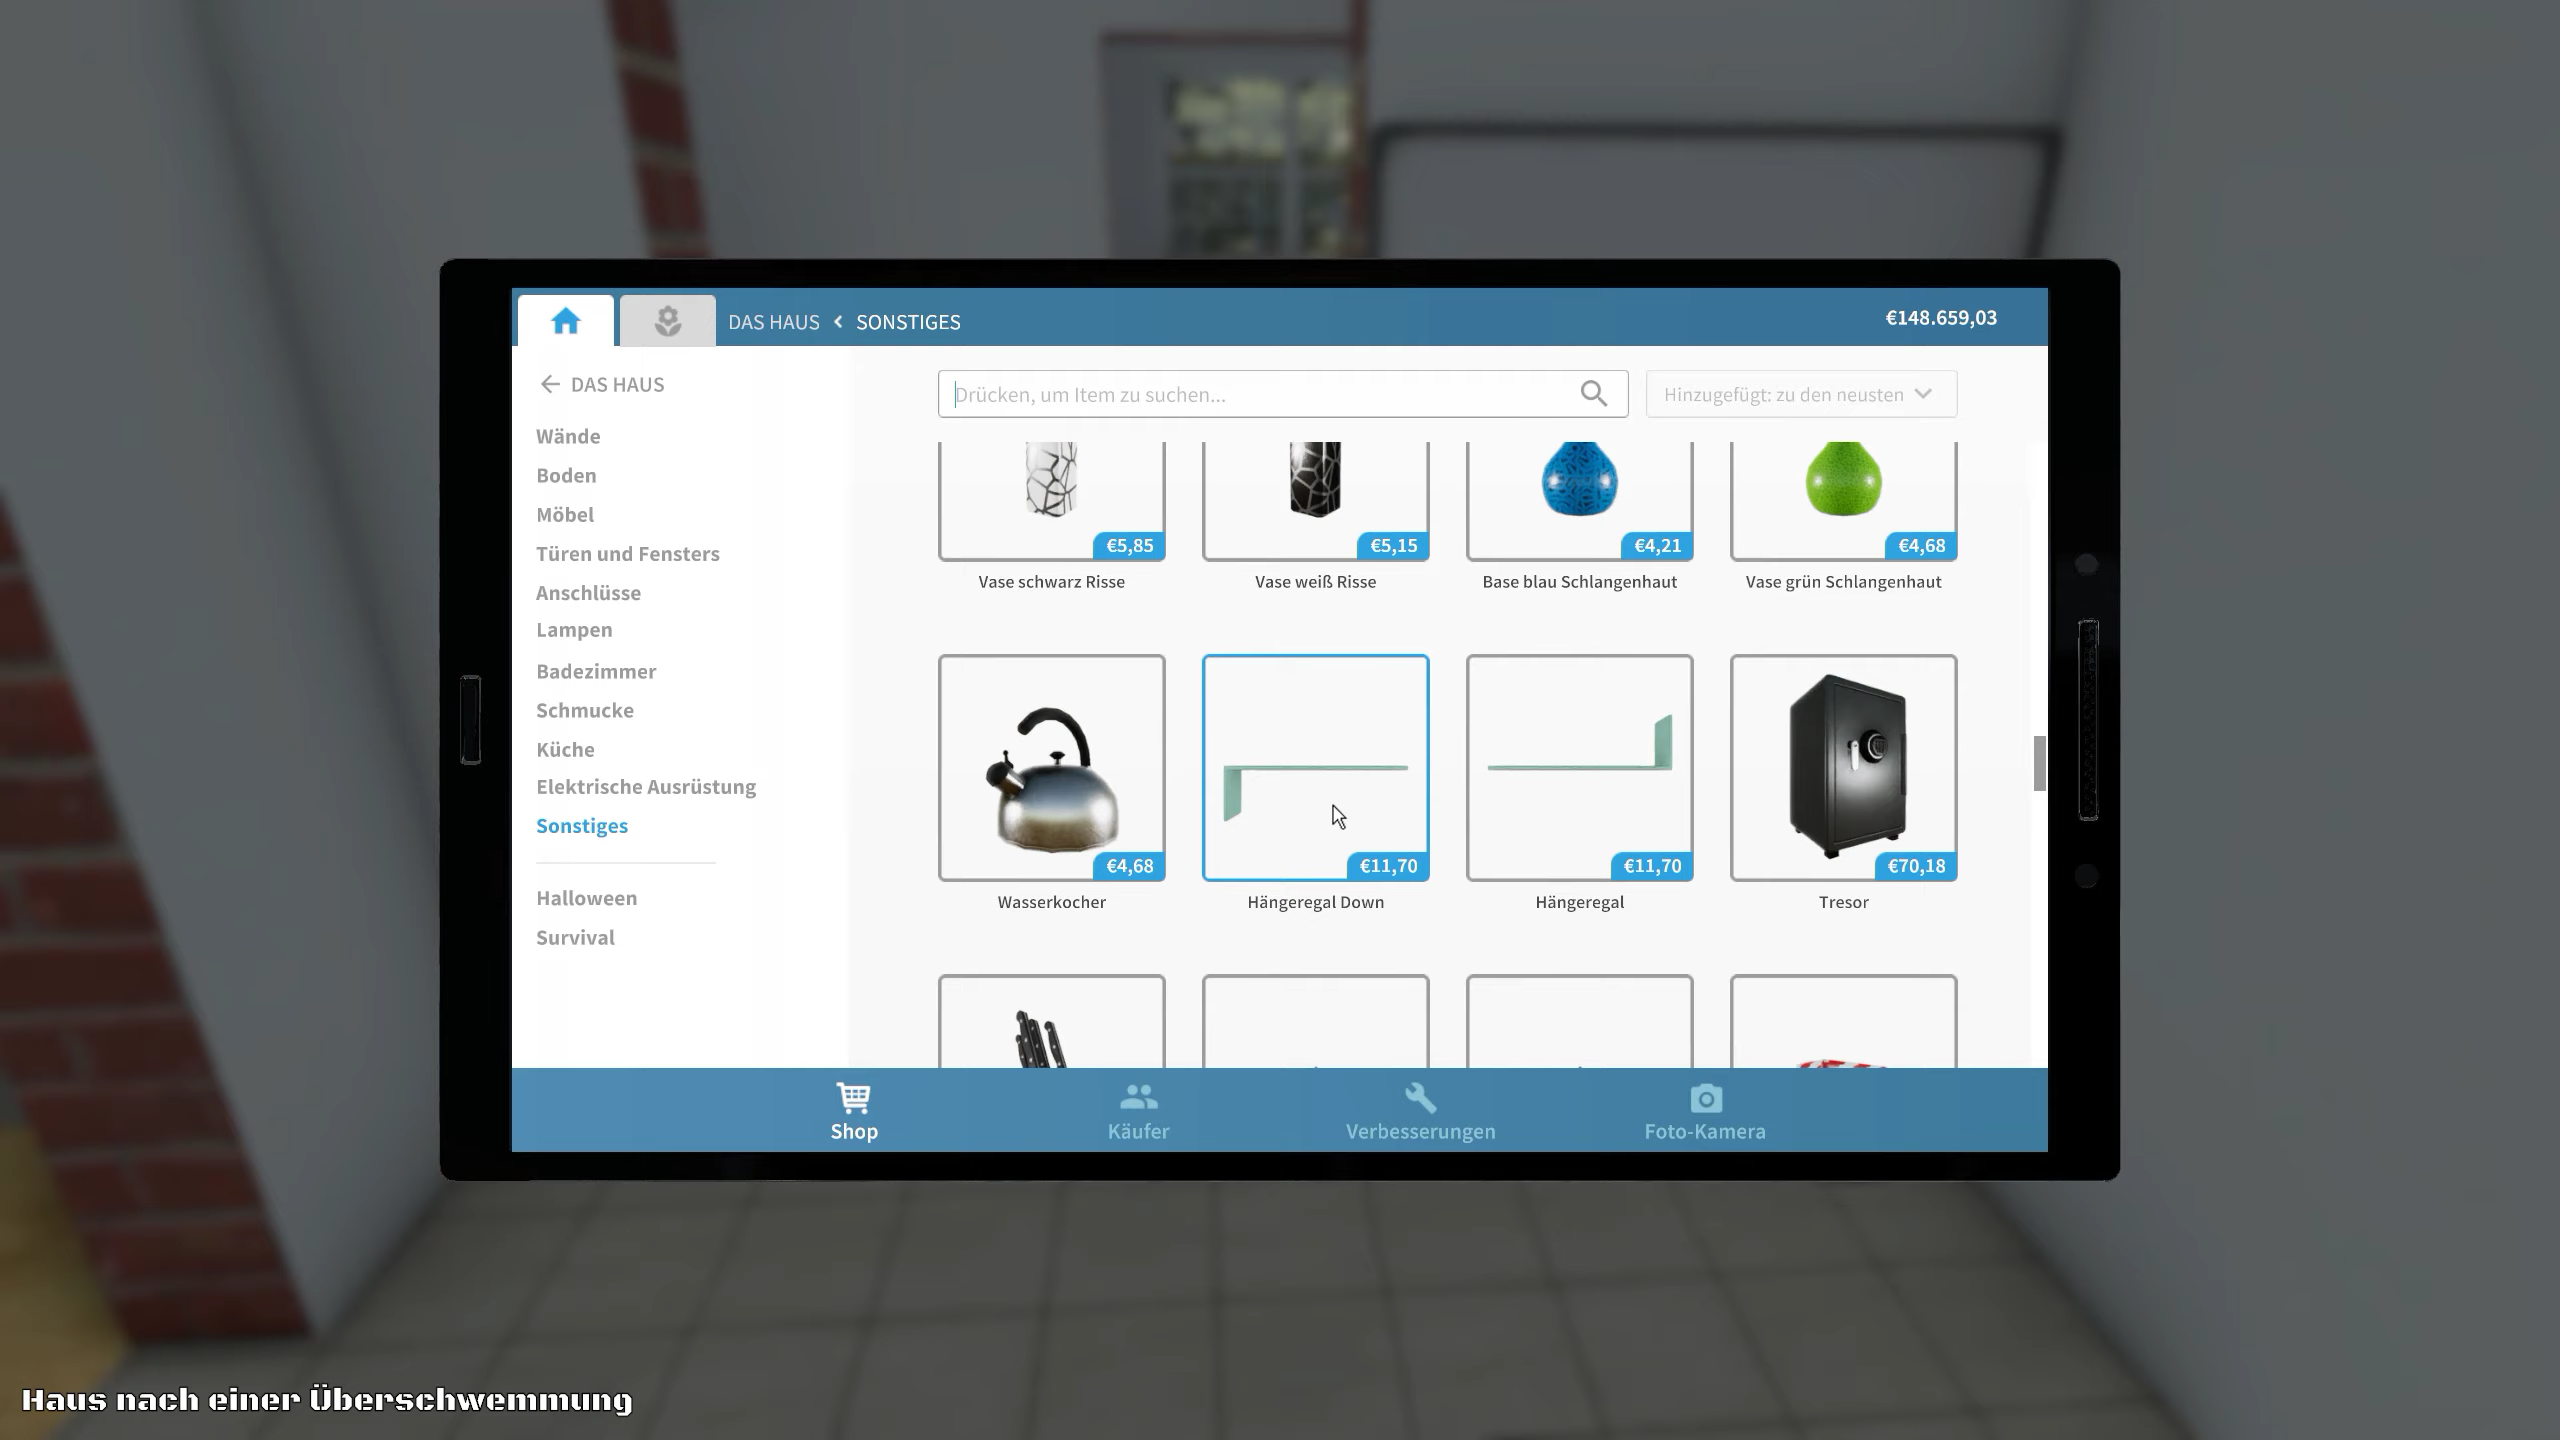 DAS HAUS < SONSTIGES
€148.659,03
DAS HAUS
Wände
Boden
Möbel
Türen und Fensters
Anschlüsse
Lampen
Badezimmer
Schmucke
Küche
Elektrische Ausrüstung
Sonstiges
Halloween
Survival
Drücken, um Item zu suchen...
Hinzugefügt: zu den neusten
€5,85 €5,15 €4,21 €4,68
Vase schwarz Risse Vase weiß Risse Base blau Schlangenhaut Vase grün Schlangenhaut
€4,68 €11,70 €11,70 €70,18
Wasserkocher Hängeregal Down Hängeregal Tresor
Shop Käufer Verbesserungen Foto-Kamera
Haus nach einer Überschwemmung